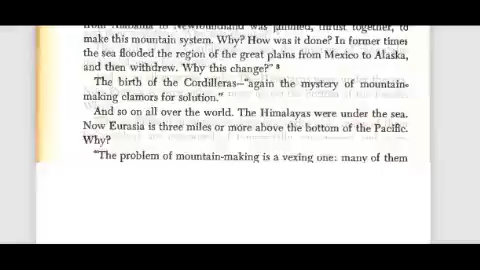 from Alabama to Newfoundland was jammed, thrust together, to
make this mountain system. Why? How was it done? In former times
the sea flooded the region of the great plains from Mexico to Alaska,
and then withdrew. Why this change?" 8
The birth of the Cordilleras—"again the mystery of mountain-
making clamors for solution."
And so on all over the world. The Himalayas were under the sea.
Now Eurasia is three miles or more above the bottom of the Pacific.
Why?
"The problem of mountain-making is a vexing one: many of them